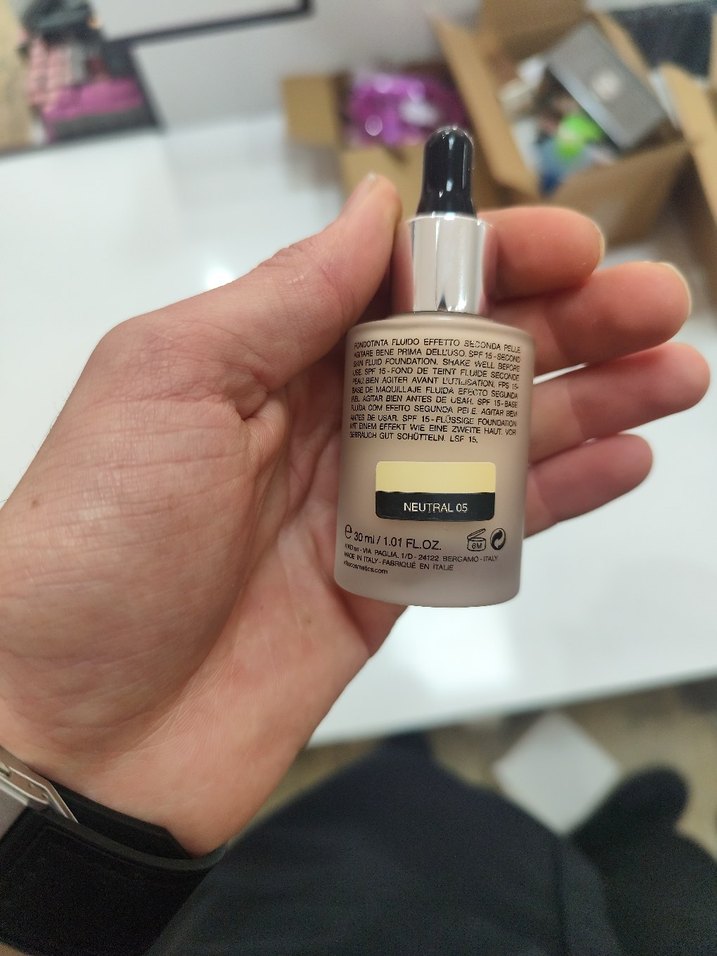 FONDOTINTA FLUIDO EFFETTO SECONDA PELLE.
AGITARE BENE PRIMA DELL'USO. SPF 15 - SECOND
SKIN FLUID FOUNDATION. SHAKE WELL BEFORE
USE. SPF 15 - FOND DE TEINT FLUIDE SECONDE
PEAU BIEN AGITER AVANT L'UTILISATION. FPS 15-
BASE DE MAQUILLAJE FLUIDA EFECTO SEGUNDA
PIEL. AGITAR BIEN ANTES DE USAR. SPF 15 - BASE
FLUIDA COM EFEITO SEGUNDA PELE. AGITAR BEM
ANTES DE USAR. SPF 15 - FLÜSSIGE FOUNDATION
MIT EINEM EFFEKT WIE EINE ZWEITE HAUT. VOR
GEBRAUCH GUT SCHÜTTELN. LSF 15.
NEUTRAL 05
e 30 ml / 1.01 FL.OZ.
6M
VIA PAGLIA, 1/D - 24122 BERGAMO - ITALY
MADE IN ITALY - FABRIQUÉ EN ITALIE